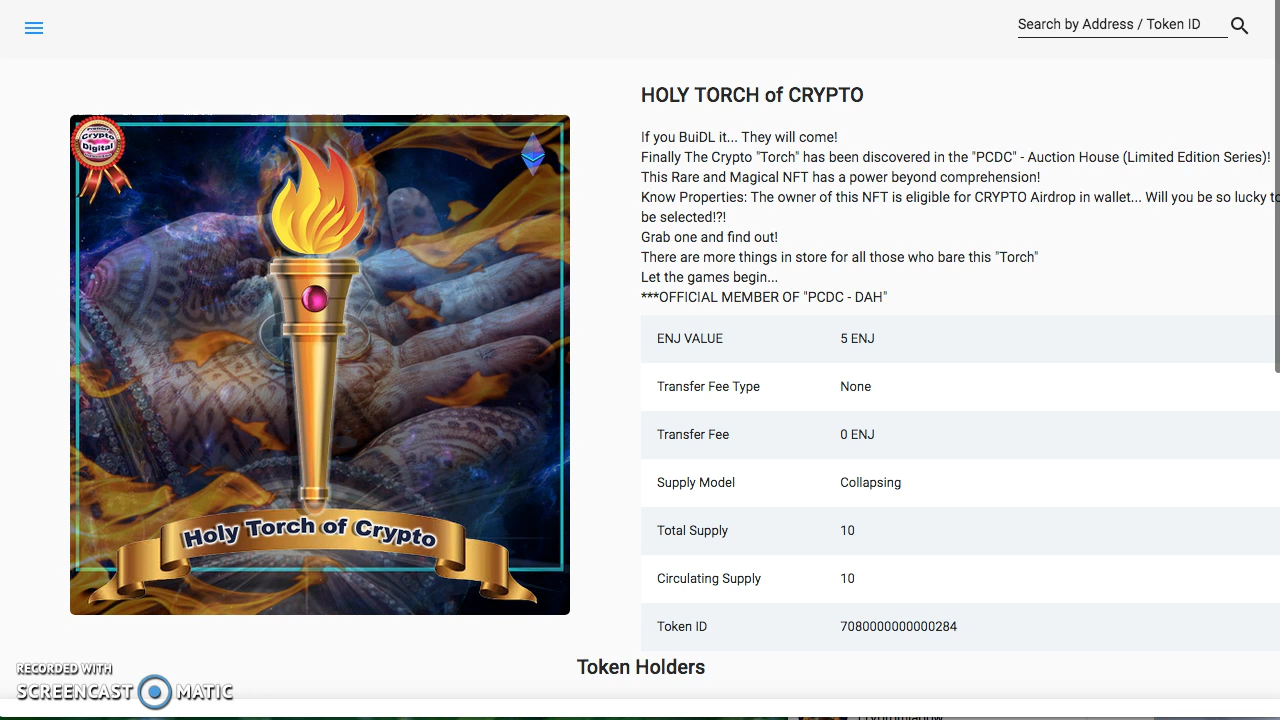 Search by Address / Token ID
HOLY TORCH of CRYPTO
If you BuiDL it... They will come!
Finally The Crypto "Torch" has been discovered in the "PCDC" - Auction House (Limited Edition Series)!
This Rare and Magical NFT has a power beyond comprehension!
Know Properties: The owner of this NFT is eligible for CRYPTO Airdrop in wallet... Will you be so lucky to
be selected!?!
Grab one and find out!
There are more things in store for all those who bare this "Torch"
Let the games begin...
***OFFICIAL MEMBER OF "PCDC - DAH"
Crypto
Digital
Holy Torch of Crypto
ENJ VALUE 5 ENJ
Transfer Fee Type None
Transfer Fee 0 ENJ
Supply Model Collapsing
Total Supply 10
Circulating Supply 10
Token ID 7080000000000284
Token Holders
RECORDED WITH
SCREENCAST MATIC